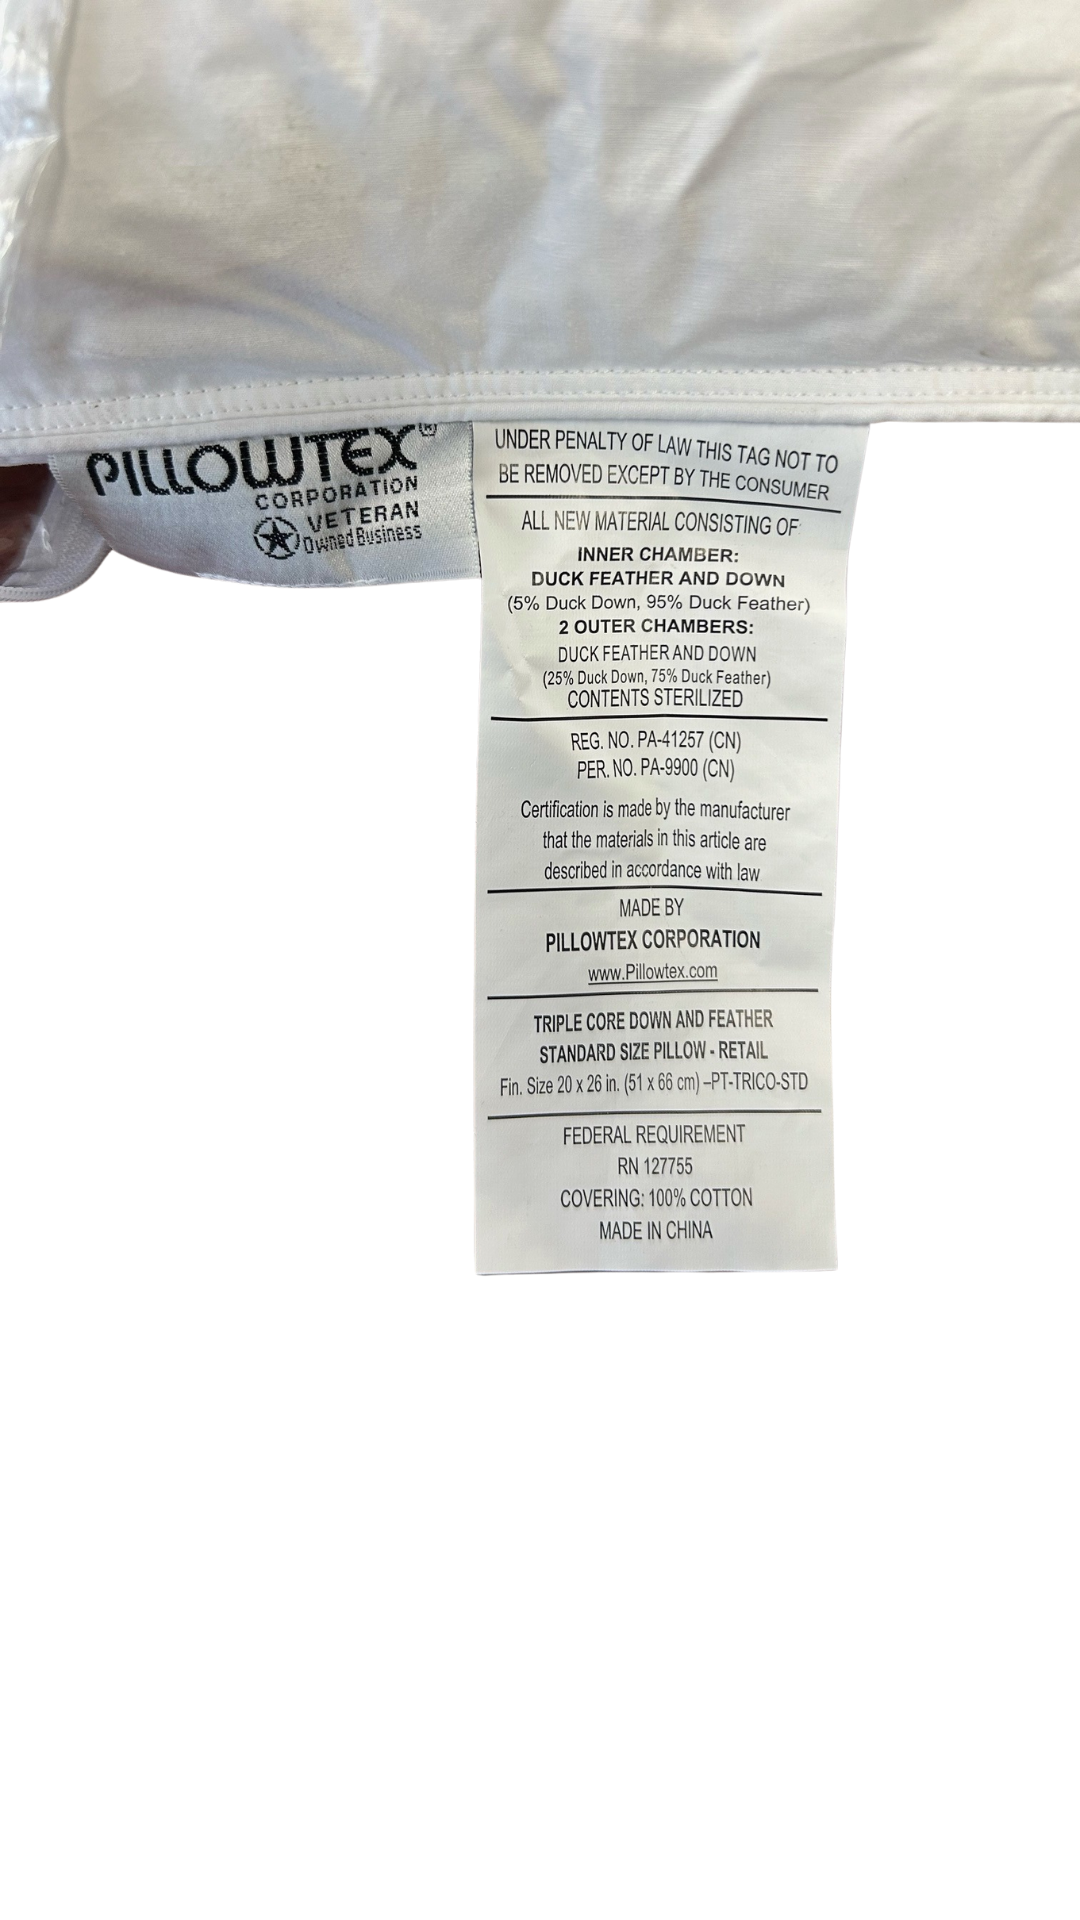 PILLOWTEX®
CORPORATION
VETERAN
Owned Business
UNDER PENALTY OF LAW THIS TAG NOT TO
BE REMOVED EXCEPT BY THE CONSUMER
ALL NEW MATERIAL CONSISTING OF
INNER CHAMBER:
DUCK FEATHER AND DOWN
(5% Duck Down, 95% Duck Feather)
2 OUTER CHAMBERS:
DUCK FEATHER AND DOWN
(25% Duck Down, 75% Duck Feather)
CONTENTS STERILIZED
REG. NO. PA-41257 (CN)
PER. NO. PA-9900 (CN)
Certification is made by the manufacturer
that the materials in this article are
described in accordance with law
MADE BY
PILLOWTEX CORPORATION
www.Pillowtex.com
TRIPLE CORE DOWN AND FEATHER
STANDARD SIZE PILLOW - RETAIL
Fin. Size 20 x 26 in. (51 x 66 cm) –PT-TRICO-STD
FEDERAL REQUIREMENT
RN 127755
COVERING: 100% COTTON
MADE IN CHINA